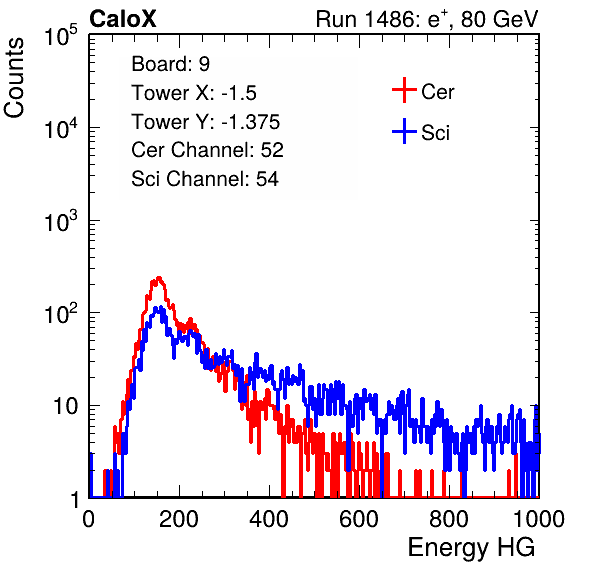 CaloX Run 1486: e⁺, 80 GeV
Counts
Board: 9
Tower X: -1.5
Tower Y: -1.375
Cer Channel: 52
Sci Channel: 54
Cer
Sci
10⁵
10⁴
10³
10²
10
1
0 200 400 600 800 1000
Energy HG